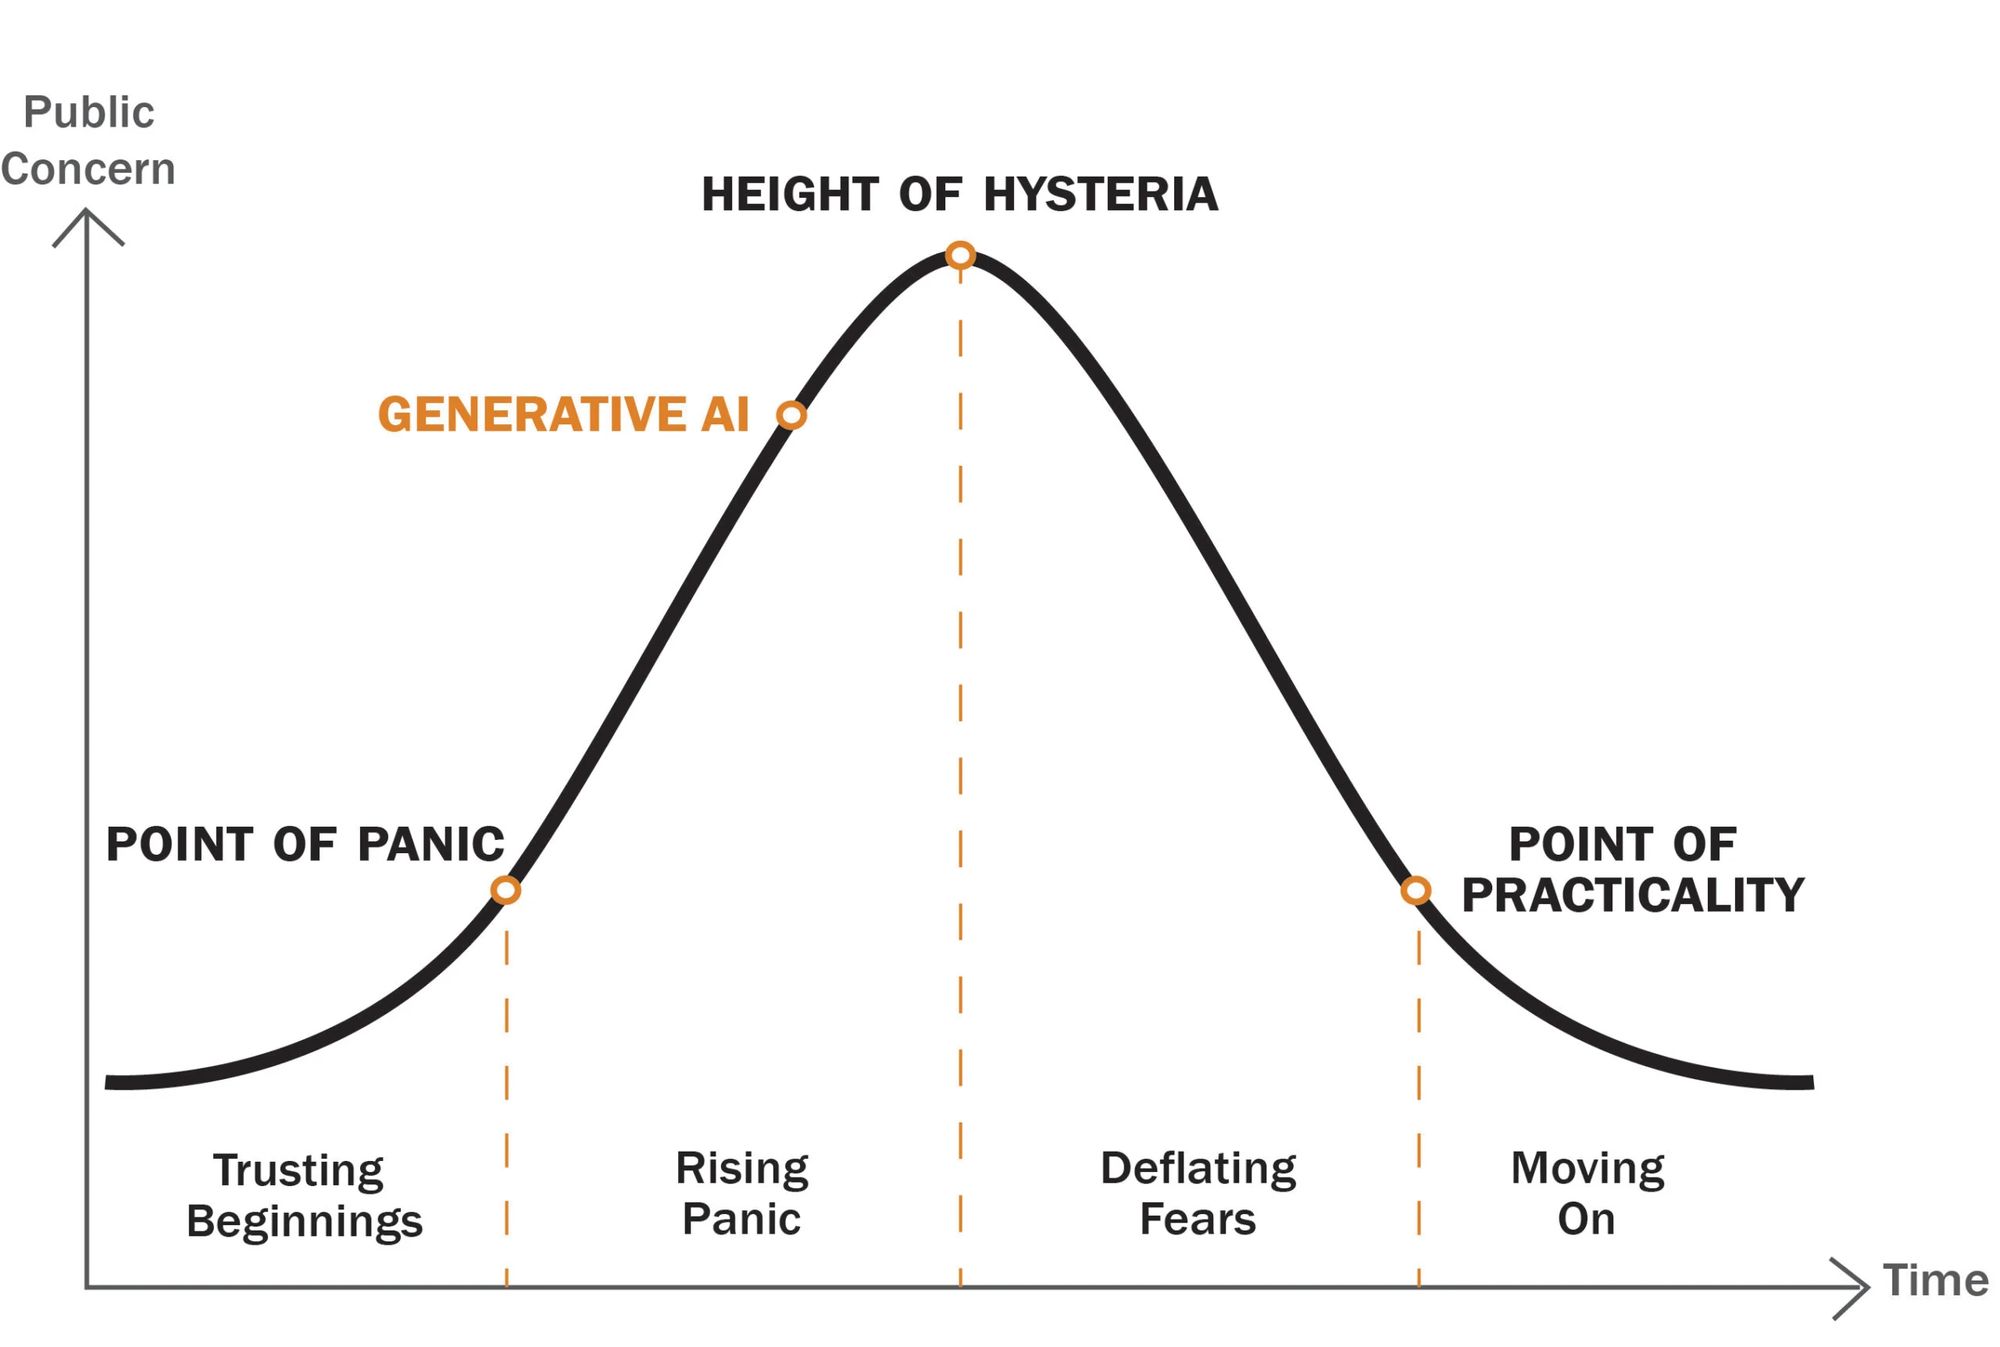 Public
Concern
HEIGHT OF HYSTERIA
GENERATIVE AI
POINT OF PANIC
POINT OF
PRACTICALITY
Trusting
Beginnings
Rising
Panic
Deflating
Fears
Moving
On
Time